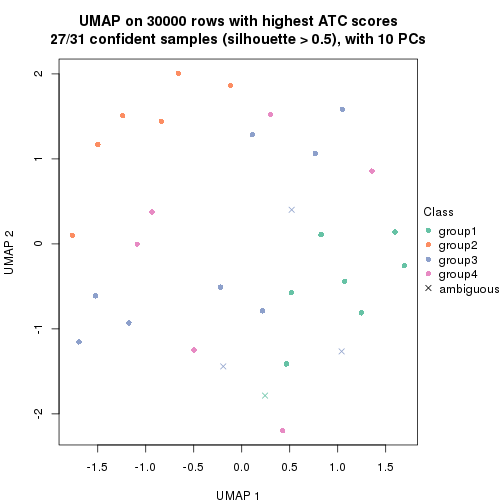 UMAP on 30000 rows with highest ATC scores
27/31 confident samples (silhouette > 0.5), with 10 PCs
2
1
0
-1
-2
UMAP 2
-1.5
-1.0
-0.5
0.0
0.5
1.0
1.5
UMAP 1
Class
group1
group2
group3
group4
ambiguous